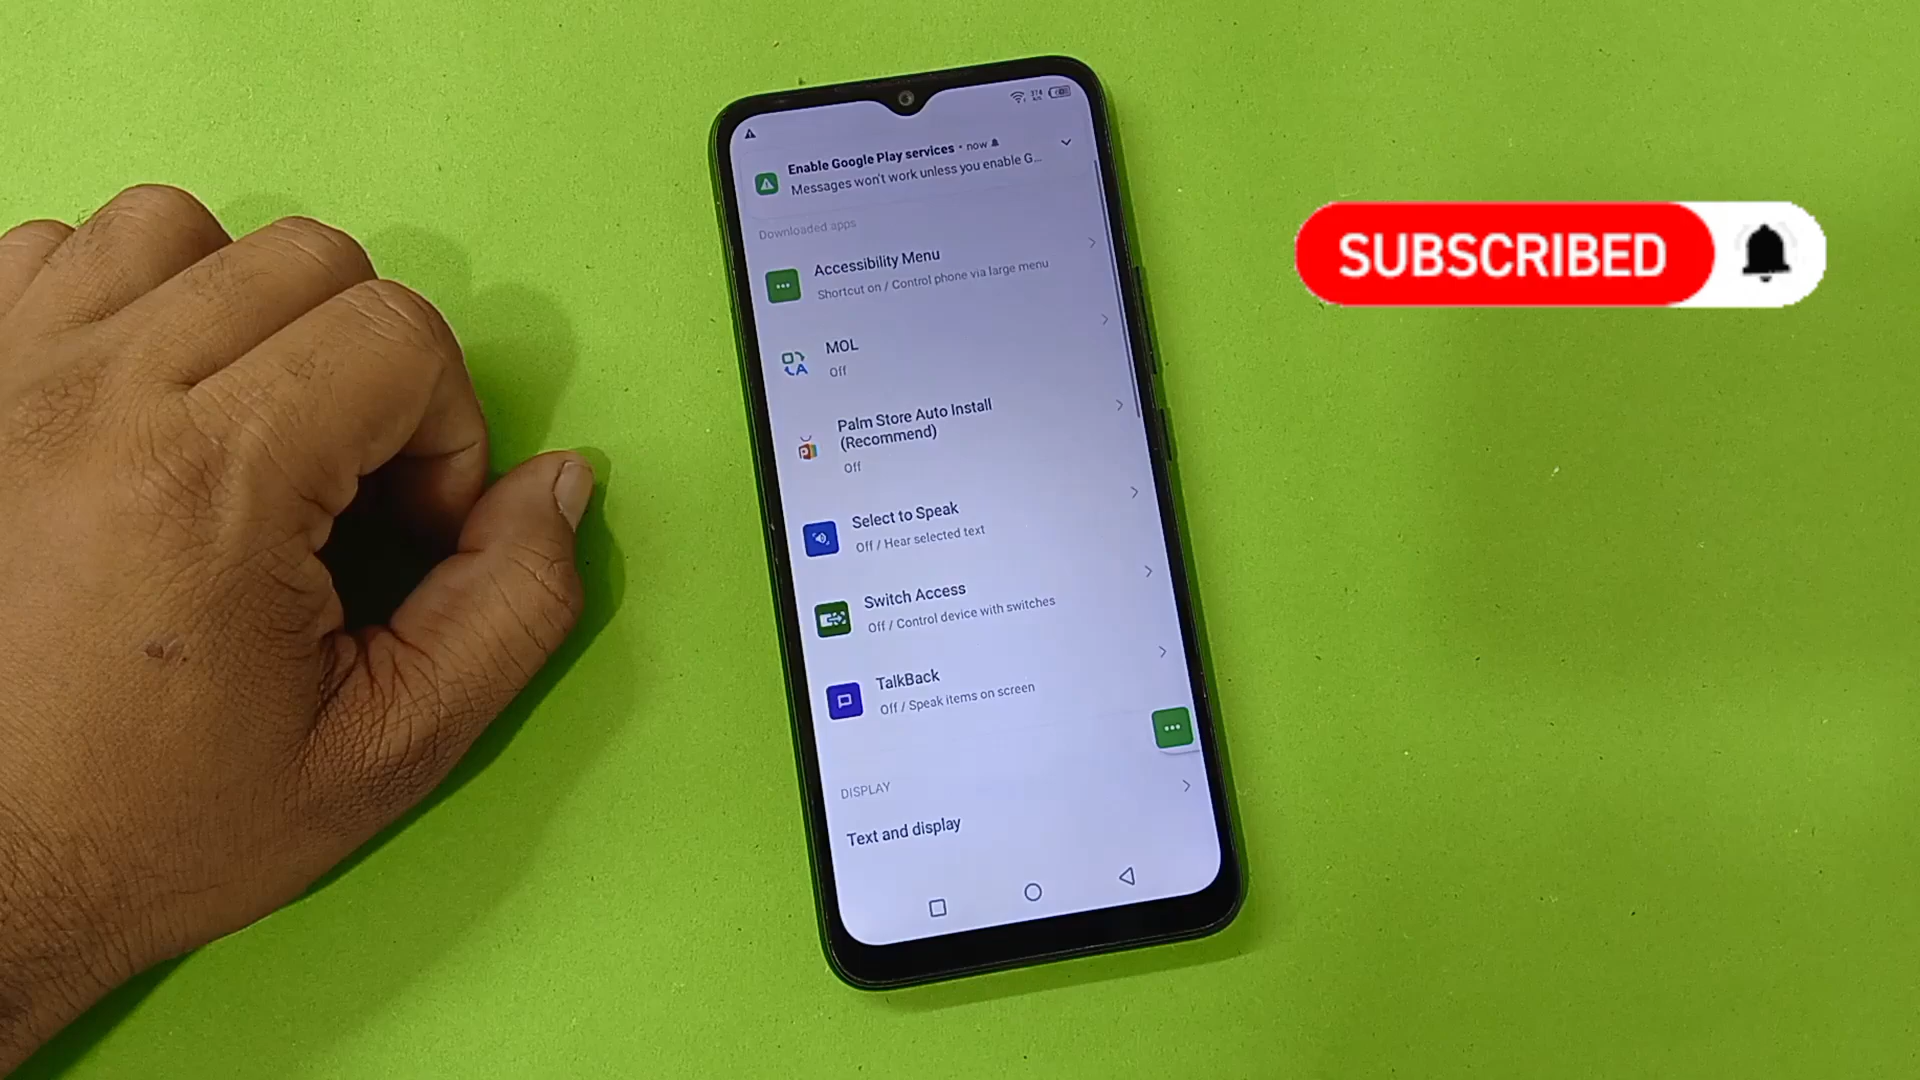 Enable Google Play services • now
Messages won't work unless you enable G...
Downloaded apps
Accessibility Menu
Shortcut on / Control phone via large menu
MOL
Off
Palm Store Auto Install
(Recommend)
Off
Select to Speak
Off / Hear selected text
Switch Access
Off / Control device with switches
TalkBack
Off / Speak items on screen
DISPLAY
Text and display
SUBSCRIBED